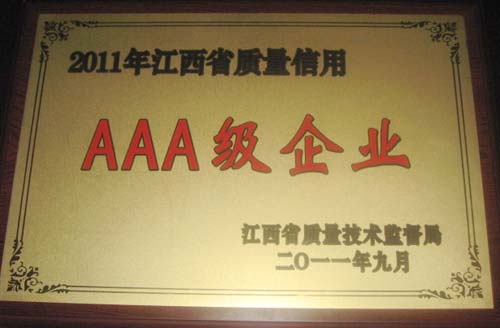 2011年江西省质量信用
AAA级企业
江西省质量技术监督局
二〇一一年九月